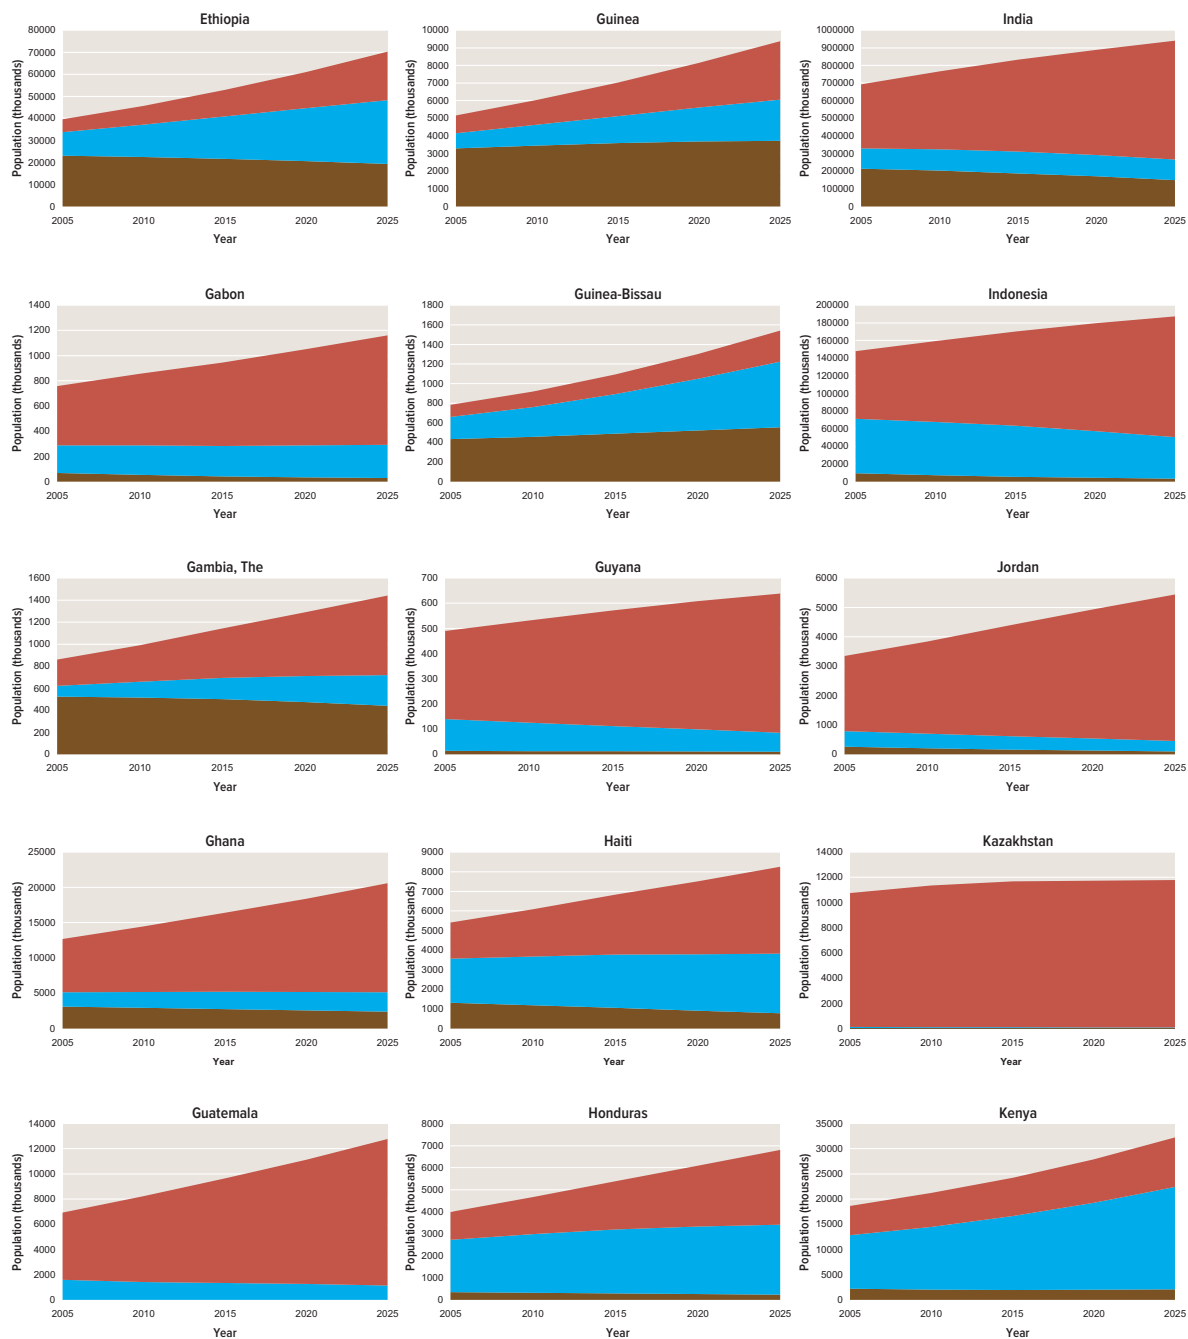 Ethiopia
Population (thousands)
80000
70000
60000
50000
40000
30000
20000
10000
0
2005 2010 2015 2020 2025
Year
Guinea
Population (thousands)
10000
9000
8000
7000
6000
5000
4000
3000
2000
1000
0
2005 2010 2015 2020 2025
Year
India
Population (thousands)
1000000
900000
800000
700000
600000
500000
400000
300000
200000
100000
0
2005 2010 2015 2020 2025
Year
Gabon
Population (thousands)
1400
1200
1000
800
600
400
200
0
2005 2010 2015 2020 2025
Year
Guinea-Bissau
Population (thousands)
1800
1600
1400
1200
1000
800
600
400
200
0
2005 2010 2015 2020 2025
Year
Indonesia
Population (thousands)
200000
180000
160000
140000
120000
100000
80000
60000
40000
20000
0
2005 2010 2015 2020 2025
Year
Gambia, The
Population (thousands)
1600
1400
1200
1000
800
600
400
200
0
2005 2010 2015 2020 2025
Year
Guyana
Population (thousands)
700
600
500
400
300
200
100
0
2005 2010 2015 2020 2025
Year
Jordan
Population (thousands)
6000
5000
4000
3000
2000
1000
0
2005 2010 2015 2020 2025
Year
Ghana
Population (thousands)
25000
20000
15000
10000
5000
0
2005 2010 2015 2020 2025
Year
Haiti
Population (thousands)
9000
8000
7000
6000
5000
4000
3000
2000
1000
0
2005 2010 2015 2020 2025
Year
Kazakhstan
Population (thousands)
14000
12000
10000
8000
6000
4000
2000
0
2005 2010 2015 2020 2025
Year
Guatemala
Population (thousands)
14000
12000
10000
8000
6000
4000
2000
0
2005 2010 2015 2020 2025
Year
Honduras
Population (thousands)
8000
7000
6000
5000
4000
3000
2000
1000
0
2005 2010 2015 2020 2025
Year
Kenya
Population (thousands)
35000
30000
25000
20000
15000
10000
5000
0
2005 2010 2015 2020 2025
Year